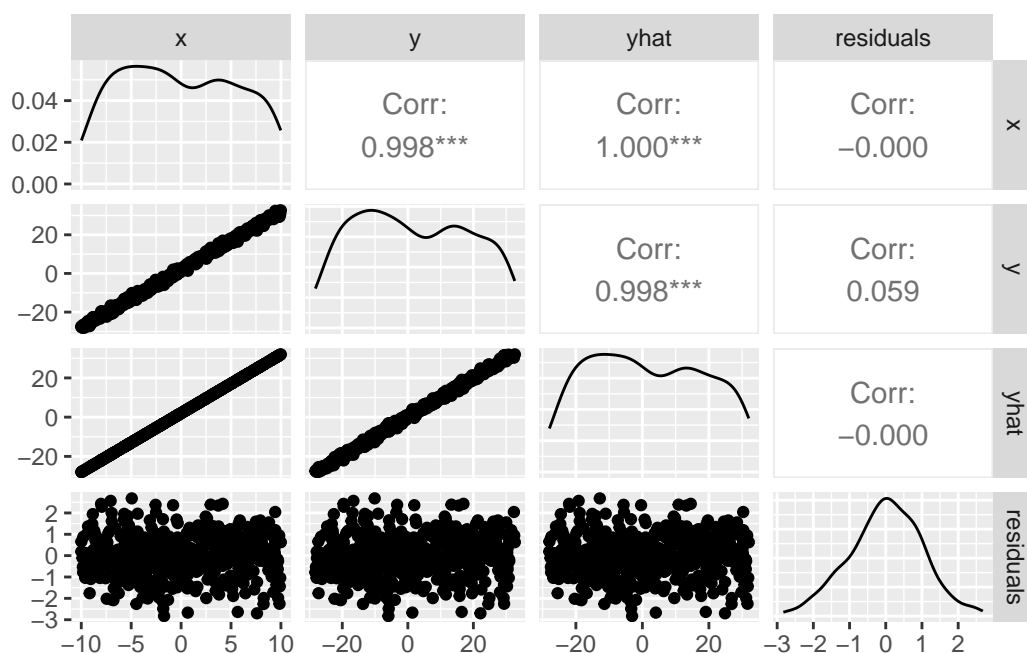 x y yhat residuals
0.04
0.02
0.00
Corr:
0.998***
Corr:
1.000***
Corr:
−0.000
x
20
0
−20
Corr:
0.998***
Corr:
0.059
y
20
0
−20
Corr:
−0.000
yhat
2
1
0
−1
−2
−3
residuals
−10 −5 0 5 10
−20 0 20
−20 0 20
−3 −2 −1 0 1 2